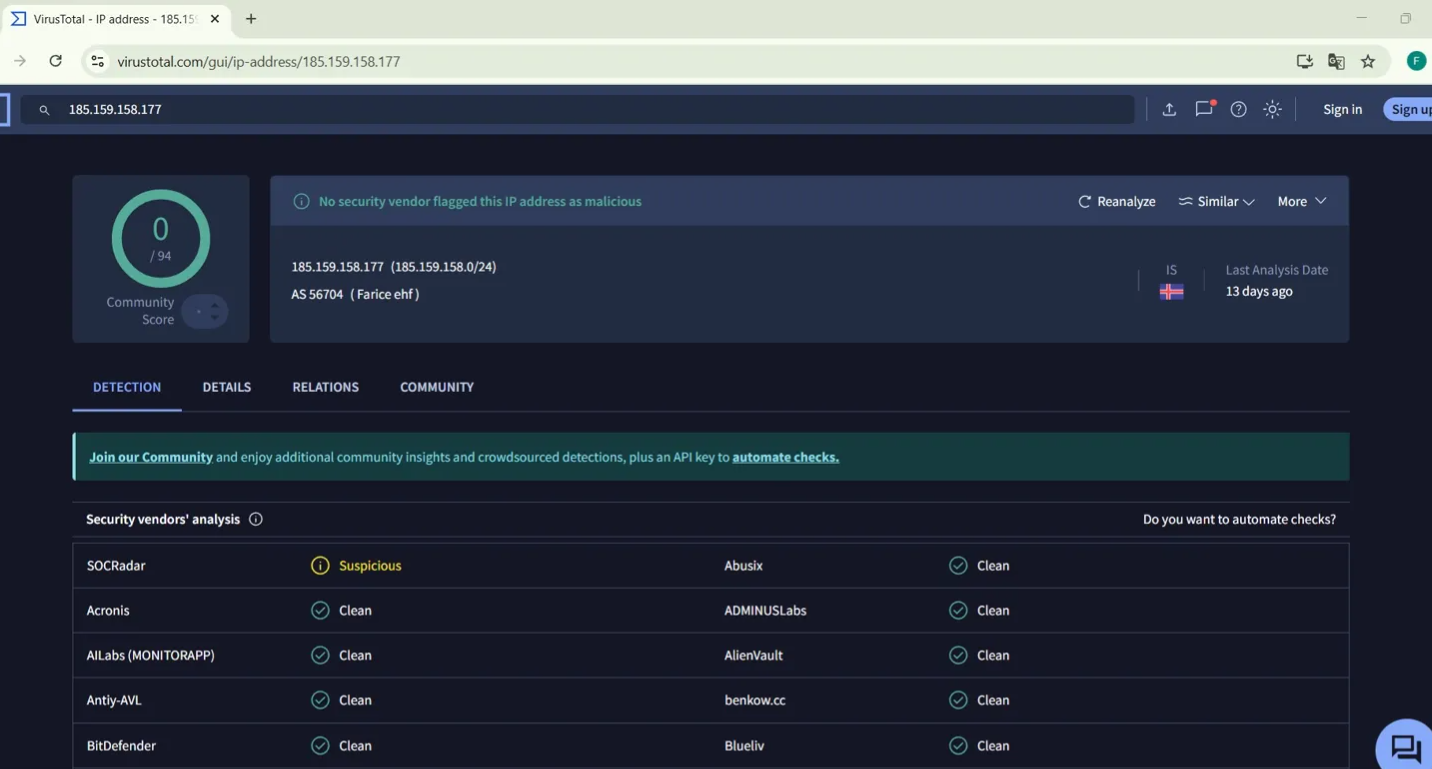 VirusTotal - IP address - 185.15
virustotal.com/gui/ip-address/185.159.158.177
F
185.159.158.177
Sign in
Sign up
0
/ 94
Community
Score
No security vendor flagged this IP address as malicious
Reanalyze
Similar
More
185.159.158.177 (185.159.158.0/24)
AS 56704 ( Farice ehf )
IS
Last Analysis Date
13 days ago
DETECTION
DETAILS
RELATIONS
COMMUNITY
Join our Community and enjoy additional community insights and crowdsourced detections, plus an API key to automate checks.
Security vendors' analysis
Do you want to automate checks?
SOCRadar Suspicious Abusix Clean
Acronis Clean ADMINUSLabs Clean
AILabs (MONITORAPP) Clean AlienVault Clean
Antiy-AVL Clean benkow.cc Clean
BitDefender Clean Blueliv Clean